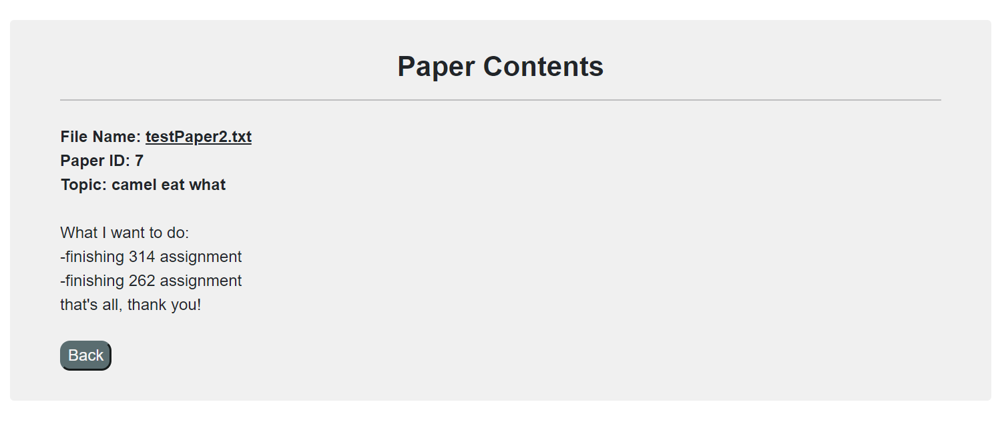 Paper Contents
File Name: testPaper2.txt
Paper ID: 7
Topic: camel eat what
What I want to do:
-finishing 314 assignment
-finishing 262 assignment
that's all, thank you!
Back